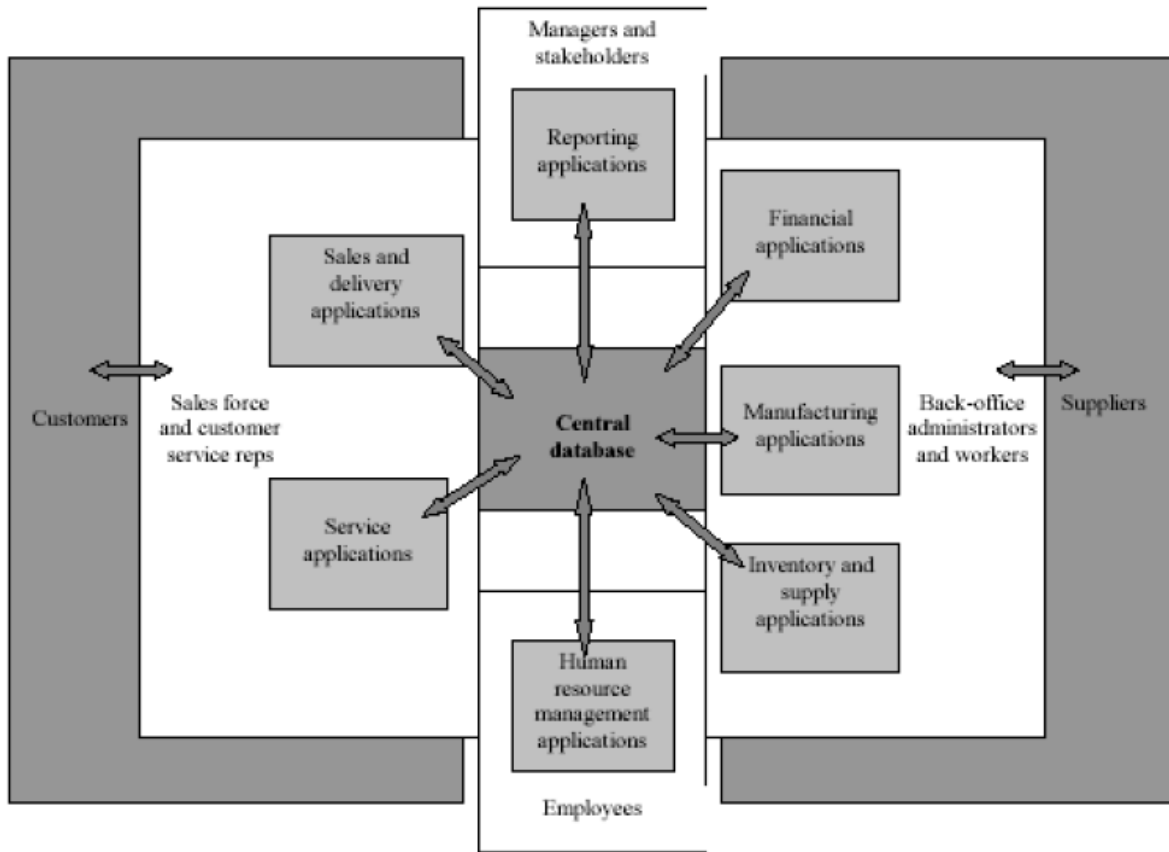 Managers and
stakeholders
Reporting
applications
Financial
applications
Sales and
delivery
applications
Customers
Sales force
and customer
service reps
Central
database
Manufacturing
applications
Back-office
administrators
and workers
Suppliers
Service
applications
Inventory and
supply
applications
Human
resource
management
applications
Employees